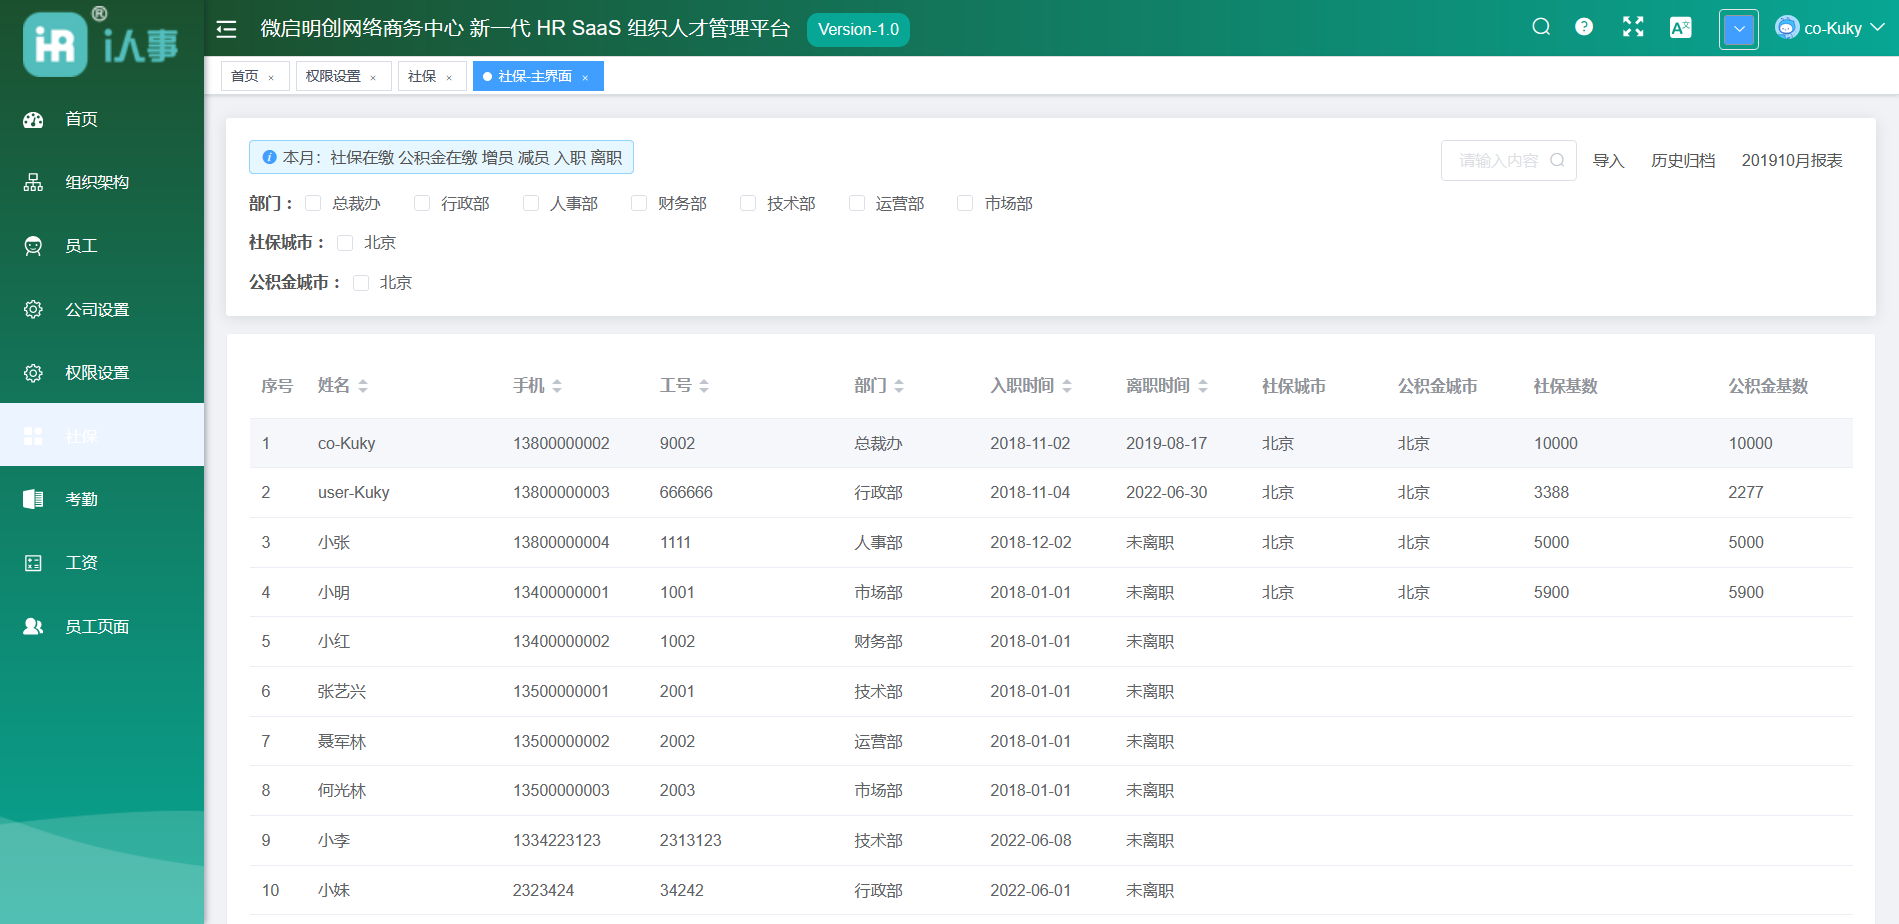 iHR ® i人事
微启明创网络商务中心 新一代 HR SaaS 组织人才管理平台 Version-1.0 co-Kuky
首页 × 权限设置 × 社保 × 社保-主界面 ×
首页
组织架构
员工
公司设置
权限设置
社保
考勤
工资
员工页面
本月：社保在缴 公积金在缴 增员 减员 入职 离职
请输入内容 导入 历史归档 201910月报表
部门： 总裁办 行政部 人事部 财务部 技术部 运营部 市场部
社保城市： 北京
公积金城市： 北京
序号 姓名 手机 工号 部门 入职时间 离职时间 社保城市 公积金城市 社保基数 公积金基数
1 co-Kuky 13800000002 9002 总裁办 2018-11-02 2019-08-17 北京 北京 10000 10000
2 user-Kuky 13800000003 666666 行政部 2018-11-04 2022-06-30 北京 北京 3388 2277
3 小张 13800000004 1111 人事部 2018-12-02 未离职 北京 北京 5000 5000
4 小明 13400000001 1001 市场部 2018-01-01 未离职 北京 北京 5900 5900
5 小红 13400000002 1002 财务部 2018-01-01 未离职
6 张艺兴 13500000001 2001 技术部 2018-01-01 未离职
7 聂军林 13500000002 2002 运营部 2018-01-01 未离职
8 何光林 13500000003 2003 市场部 2018-01-01 未离职
9 小李 1334223123 2313123 技术部 2022-06-08 未离职
10 小妹 2323424 34242 行政部 2022-06-01 未离职